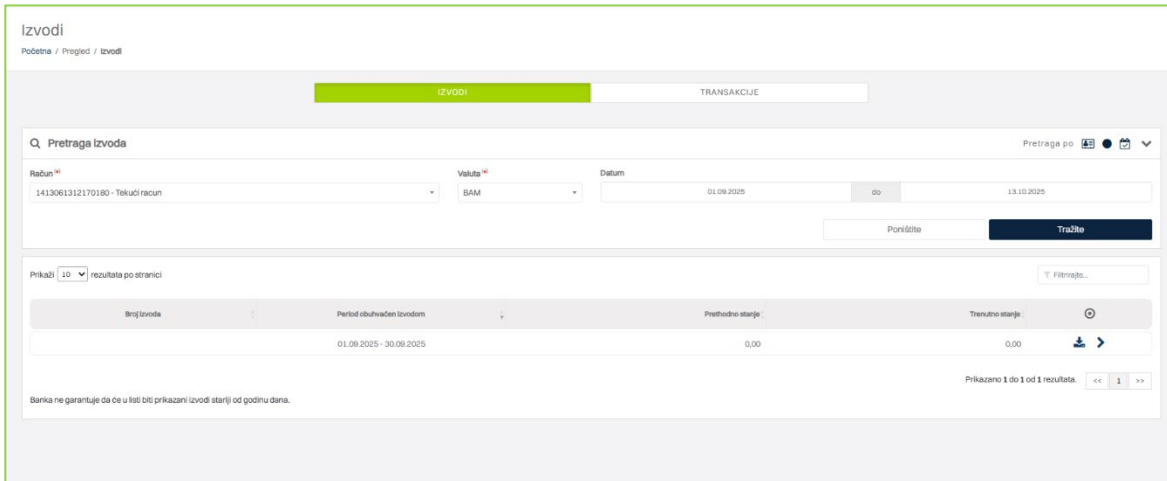 Izvodi
Početna / Pregled / Izvodi
IZVODI TRANSAKCIJE
Pretraga izvoda Pretraga po
Račun (*) Valuta (*) Datum
1413061312170180 - Tekući racun BAM 01.09.2025 do 13.10.2025
Poništite Tražite
Prikaži 10 rezultata po stranici Filtrirajte...
Broj izvoda Period obuhvaćen izvodom Prethodno stanje Trenutno stanje
01.09.2025 - 30.09.2025 0,00 0,00
Prikazano 1 do 1 od 1 rezultata. << 1 >>
Banka ne garantuje da će u listi biti prikazani izvodi stariji od godinu dana.